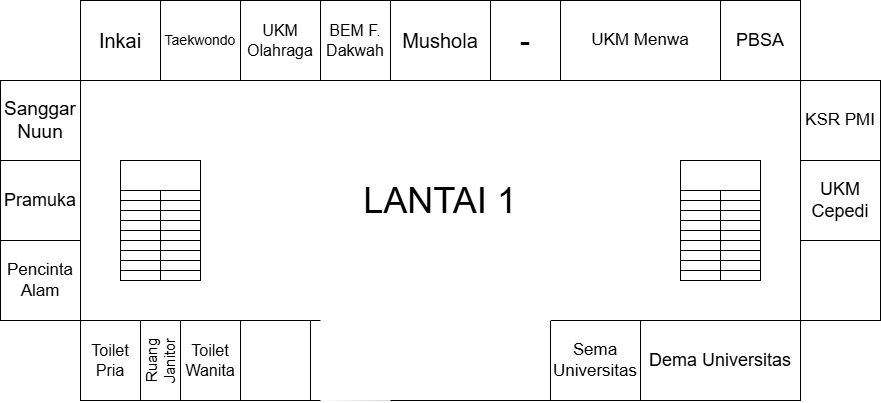 Inkai
Taekwondo
UKM
Olahraga
BEM F.
Dakwah
Mushola
-
UKM Menwa
PBSA
Sanggar
Nuun
KSR PMI
Pramuka
LANTAI 1
UKM
Cepedi
Pencinta
Alam
Toilet
Pria
Ruang
Janitor
Toilet
Wanita
Sema
Universitas
Dema Universitas